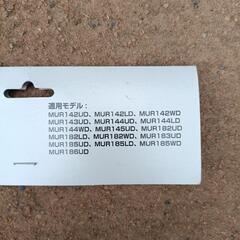 適用モデル：
MUR142UD、MUR142LD、MUR142WD
MUR143UD、MUR144UD、MUR144LD
MUR144WD、MUR145UD、MUR182UD
MUR182LD、MUR182WD、MUR183UD
MUR185UD、MUR185LD、MUR185WD
MUR186UD